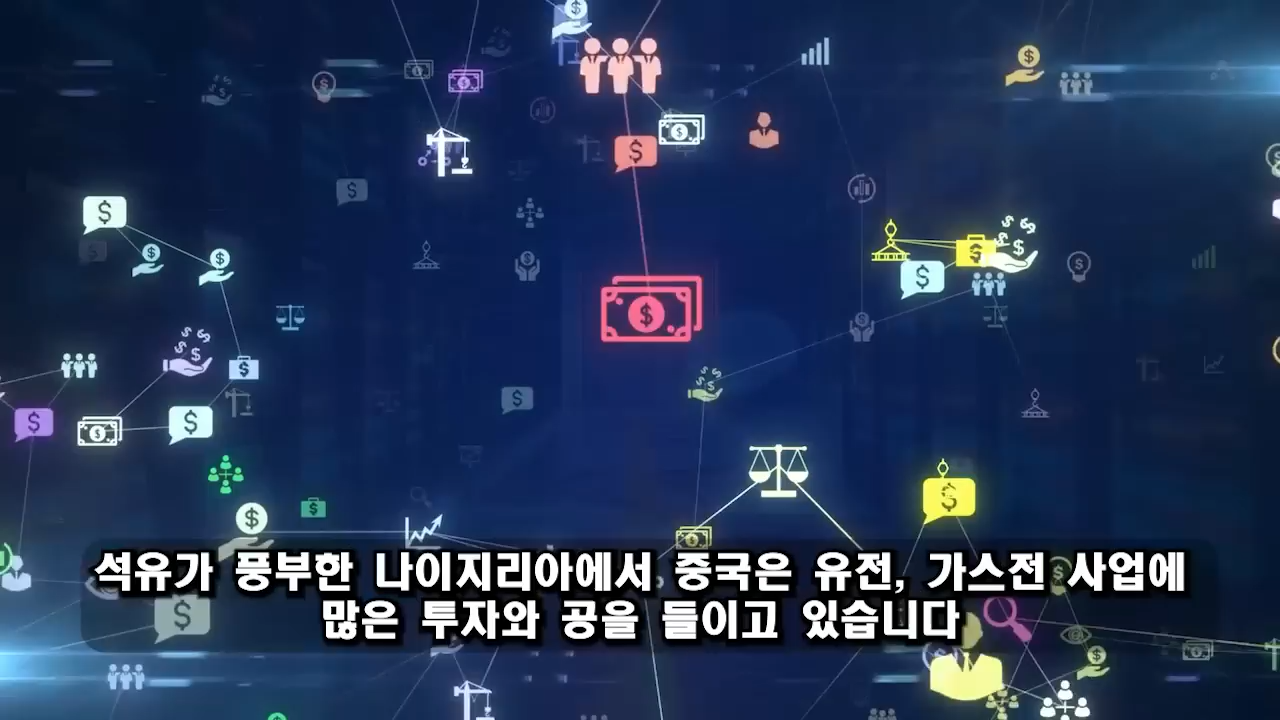 석유가 풍부한 나이지리아에서 중국은 유전, 가스전 사업에
많은 투자와 공을 들이고 있습니다